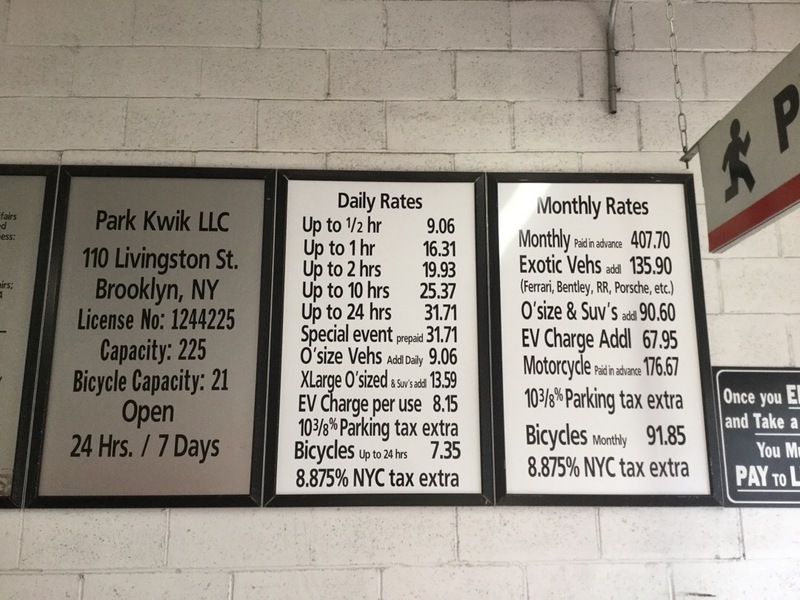 ffairs
ed
ness:
irs;
Park Kwik LLC
110 Livingston St.
Brooklyn, NY
License No: 1244225
Capacity: 225
Bicycle Capacity: 21
Open
24 Hrs. / 7 Days
Daily Rates
Up to 1/2 hr 9.06
Up to 1 hr 16.31
Up to 2 hrs 19.93
Up to 10 hrs 25.37
Up to 24 hrs 31.71
Special event prepaid 31.71
O'size Vehs Addl Daily 9.06
XLarge O'sized & Suv's addl 13.59
EV Charge per use 8.15
10 3/8% Parking tax extra
Bicycles Up to 24 hrs 7.35
8.875% NYC tax extra
Monthly Rates
Monthly Paid in advance 407.70
Exotic Vehs addl 135.90
(Ferrari, Bentley, RR, Porsche, etc.)
O'size & Suv's addl 90.60
EV Charge Addl 67.95
Motorcycle Paid in advance 176.67
10 3/8% Parking tax extra
Bicycles Monthly 91.85
8.875% NYC tax extra
P
Once you E
and Take a
You Mu
PAY TO L